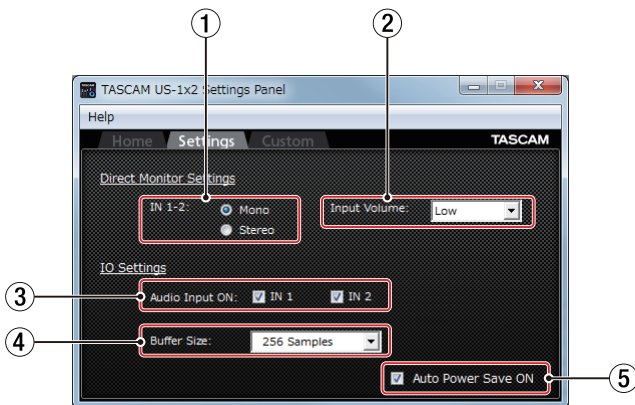 ① ②
TASCAM US-1x2 Settings Panel
Help
Home Settings Custom TASCAM
Direct Monitor Settings
IN 1-2: Mono Input Volume: Low
Stereo
IO Settings
③ Audio Input ON: IN 1 IN 2
④ Buffer Size: 256 Samples
Auto Power Save ON ⑤